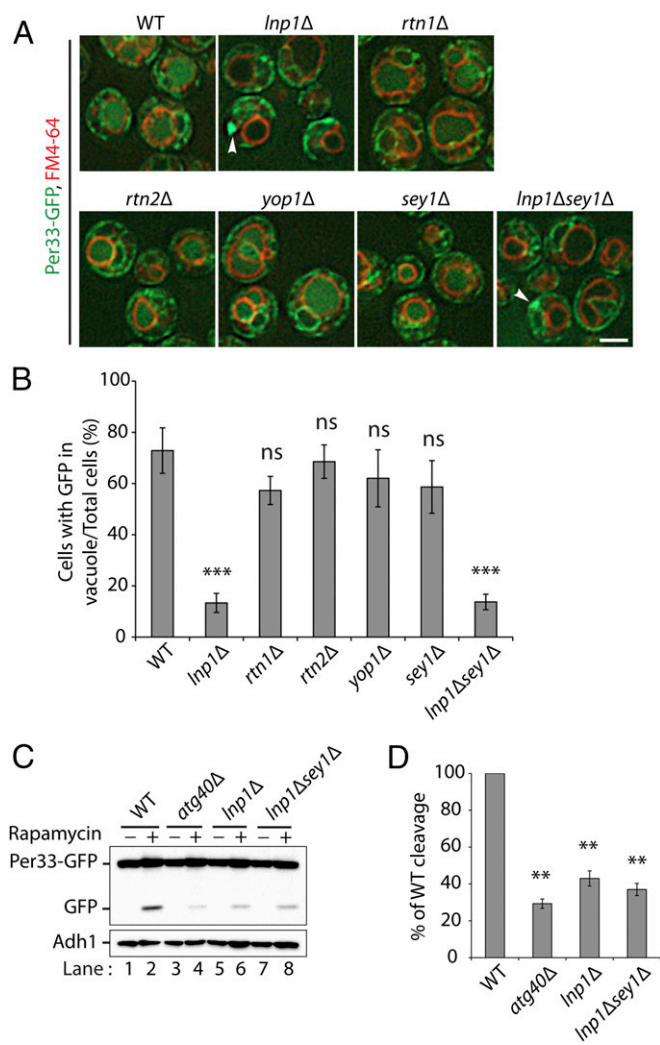 A
WT
lnp1Δ
rtn1Δ
Per33-GFP, FM4-64
rtn2Δ
yop1Δ
sey1Δ
lnp1Δsey1Δ
B
Cells with GFP in
vacuole/Total cells (%)
100
80
60
40
20
0
***
ns
ns
ns
ns
***
WT
lnp1Δ
rtn1Δ
rtn2Δ
yop1Δ
sey1Δ
lnp1Δsey1Δ
C
WT
atg40Δ
lnp1Δ
lnp1Δsey1Δ
Rapamycin − + − + − + − +
Per33-GFP
GFP
Adh1
Lane : 1 2 3 4 5 6 7 8
D
% of WT cleavage
100
80
60
40
20
0
**
**
**
WT
atg40Δ
lnp1Δ
lnp1Δsey1Δ